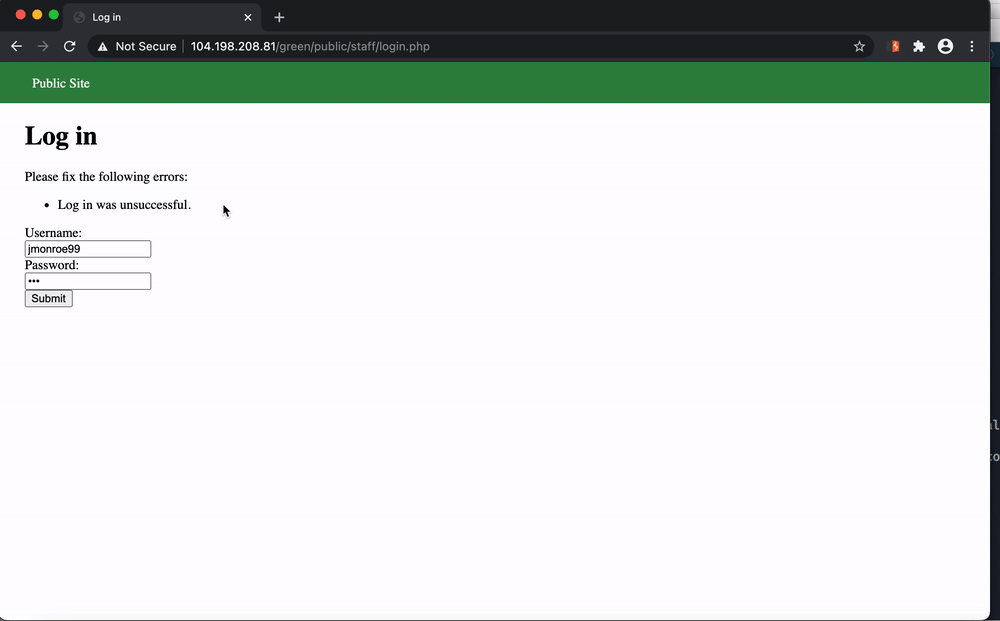 Log in
Not Secure
104.198.208.81/green/public/staff/login.php
Public Site
Log in
Please fix the following errors:
• Log in was unsuccessful.
Username:
jmonroe99
Password:
•••
Submit